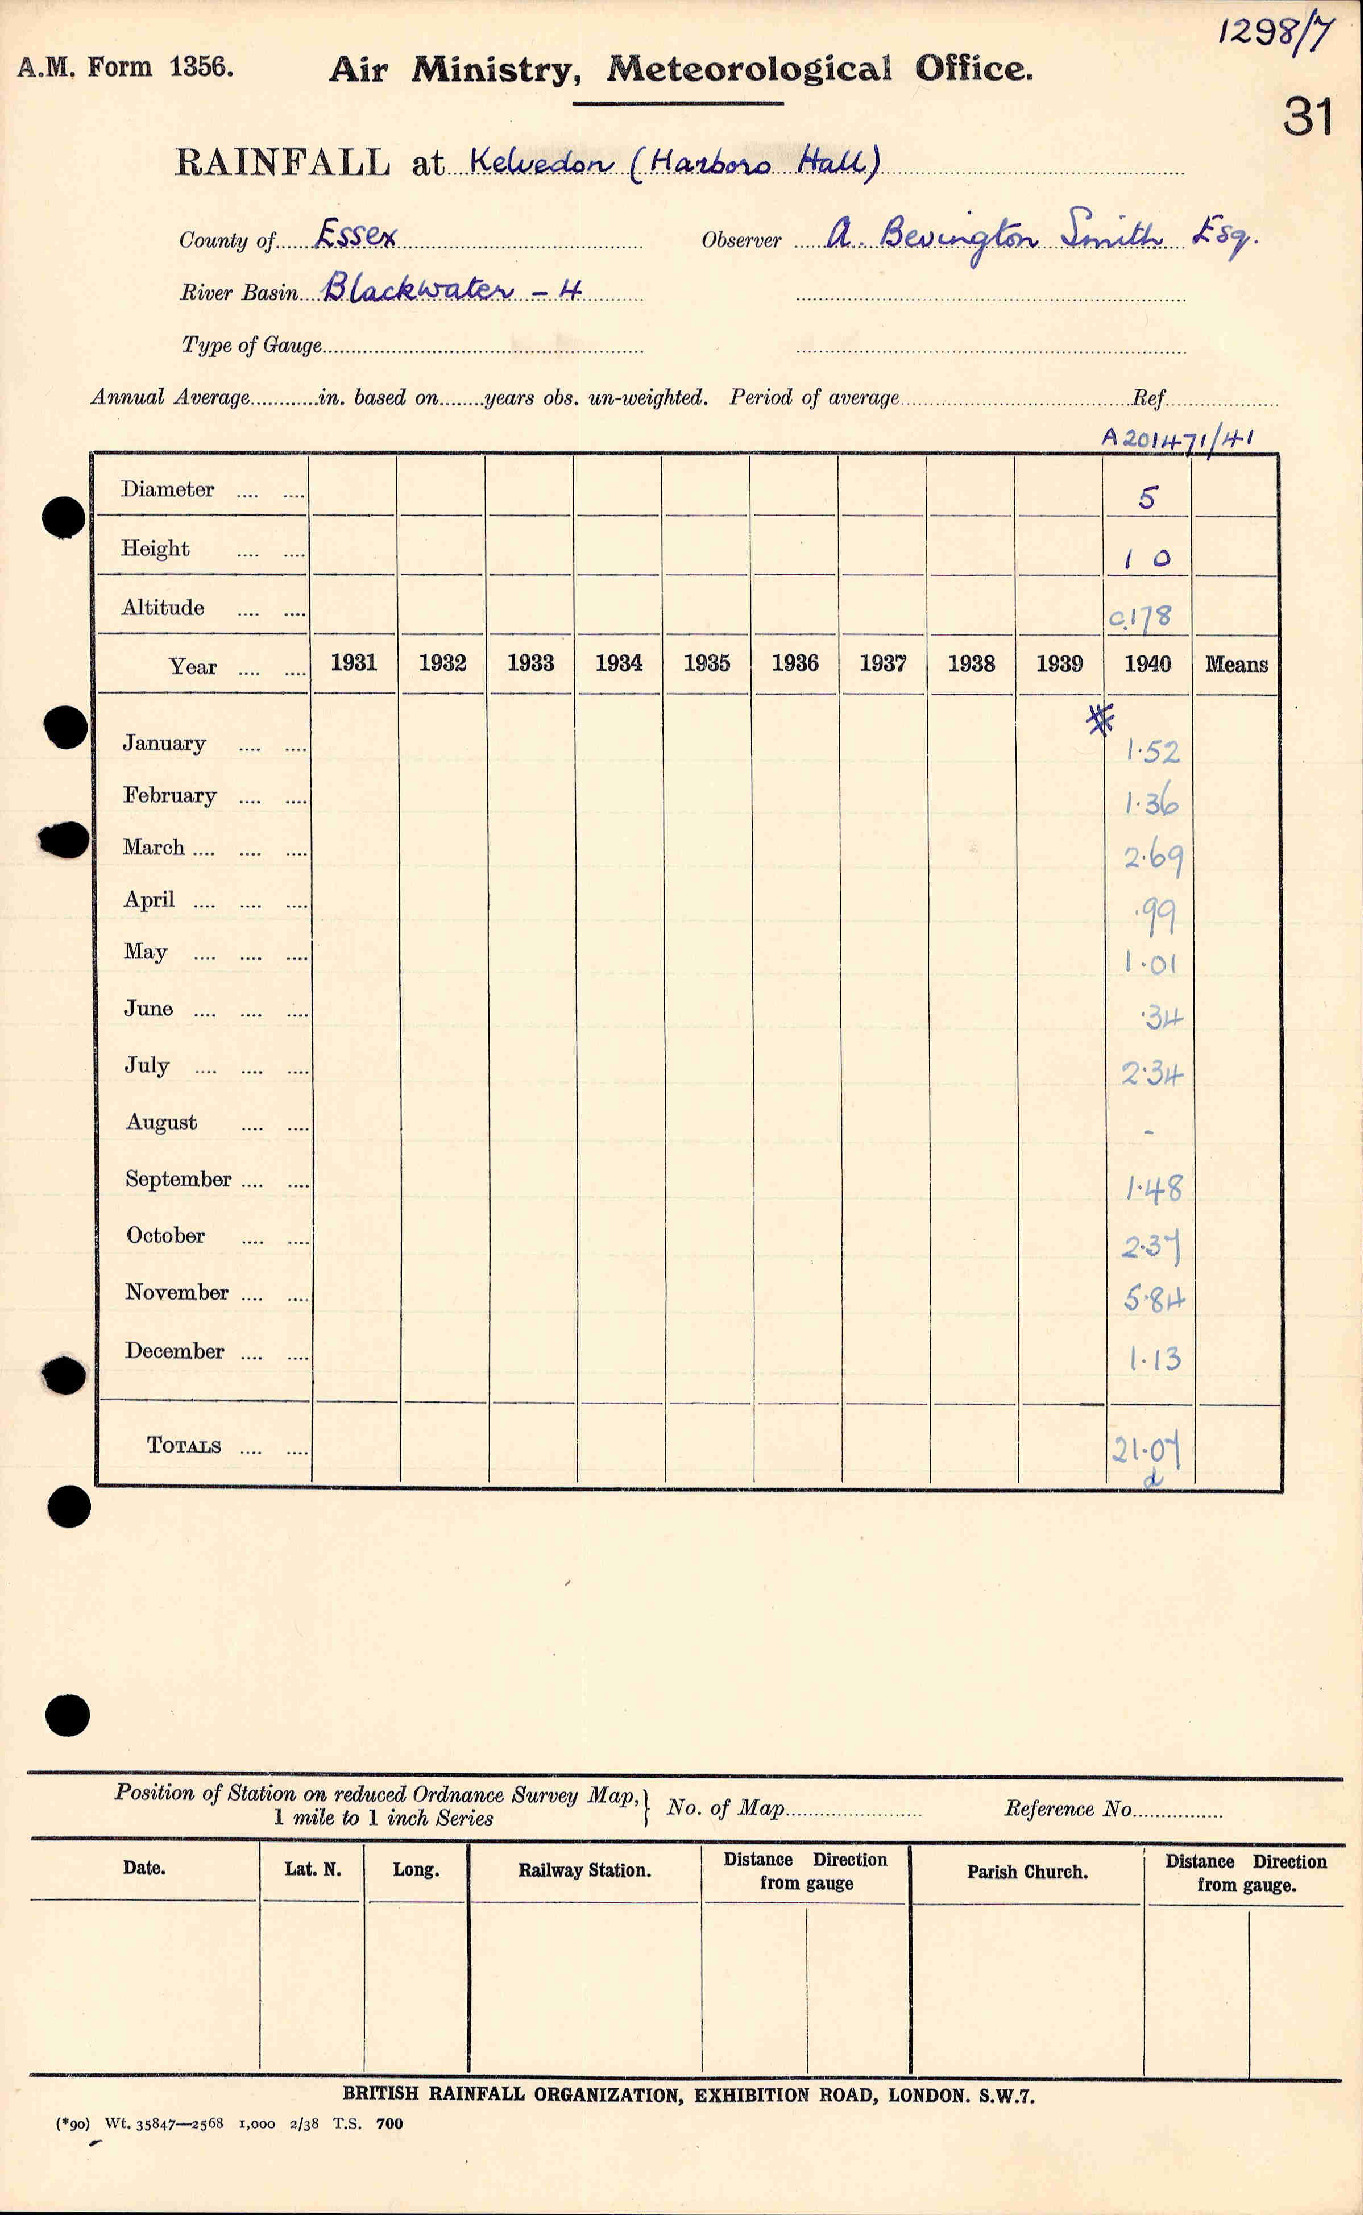 1298/7
A.M. Form 1356. Air Ministry, Meteorological Office.
31
RAINFALL at Kelvedon (Harboro Hall)
County of Essex Observer A. Bevington Smith Esq.
River Basin Blackwater - 4
Type of Gauge
Annual Average in. based on years obs. un-weighted. Period of average Ref
A201471/41
Diameter 5
Height 1 0
Altitude c.178
Year 1931 1932 1933 1934 1935 1936 1937 1938 1939 1940 Means
January 1.52
February 1.36
March 2.69
April .99
May 1.01
June .34
July 2.34
August -
September 1.48
October 2.37
November 5.84
December 1.13
TOTALS 21.07
d
Position of Station on reduced Ordnance Survey Map, } No. of Map Reference No.
1 mile to 1 inch Series
Date. Lat. N. Long. Railway Station. Distance Direction from gauge Parish Church. Distance Direction from gauge.
BRITISH RAINFALL ORGANIZATION, EXHIBITION ROAD, LONDON. S.W.7.
(*90) Wt. 35847—2568 1,000 2/38 T.S. 700